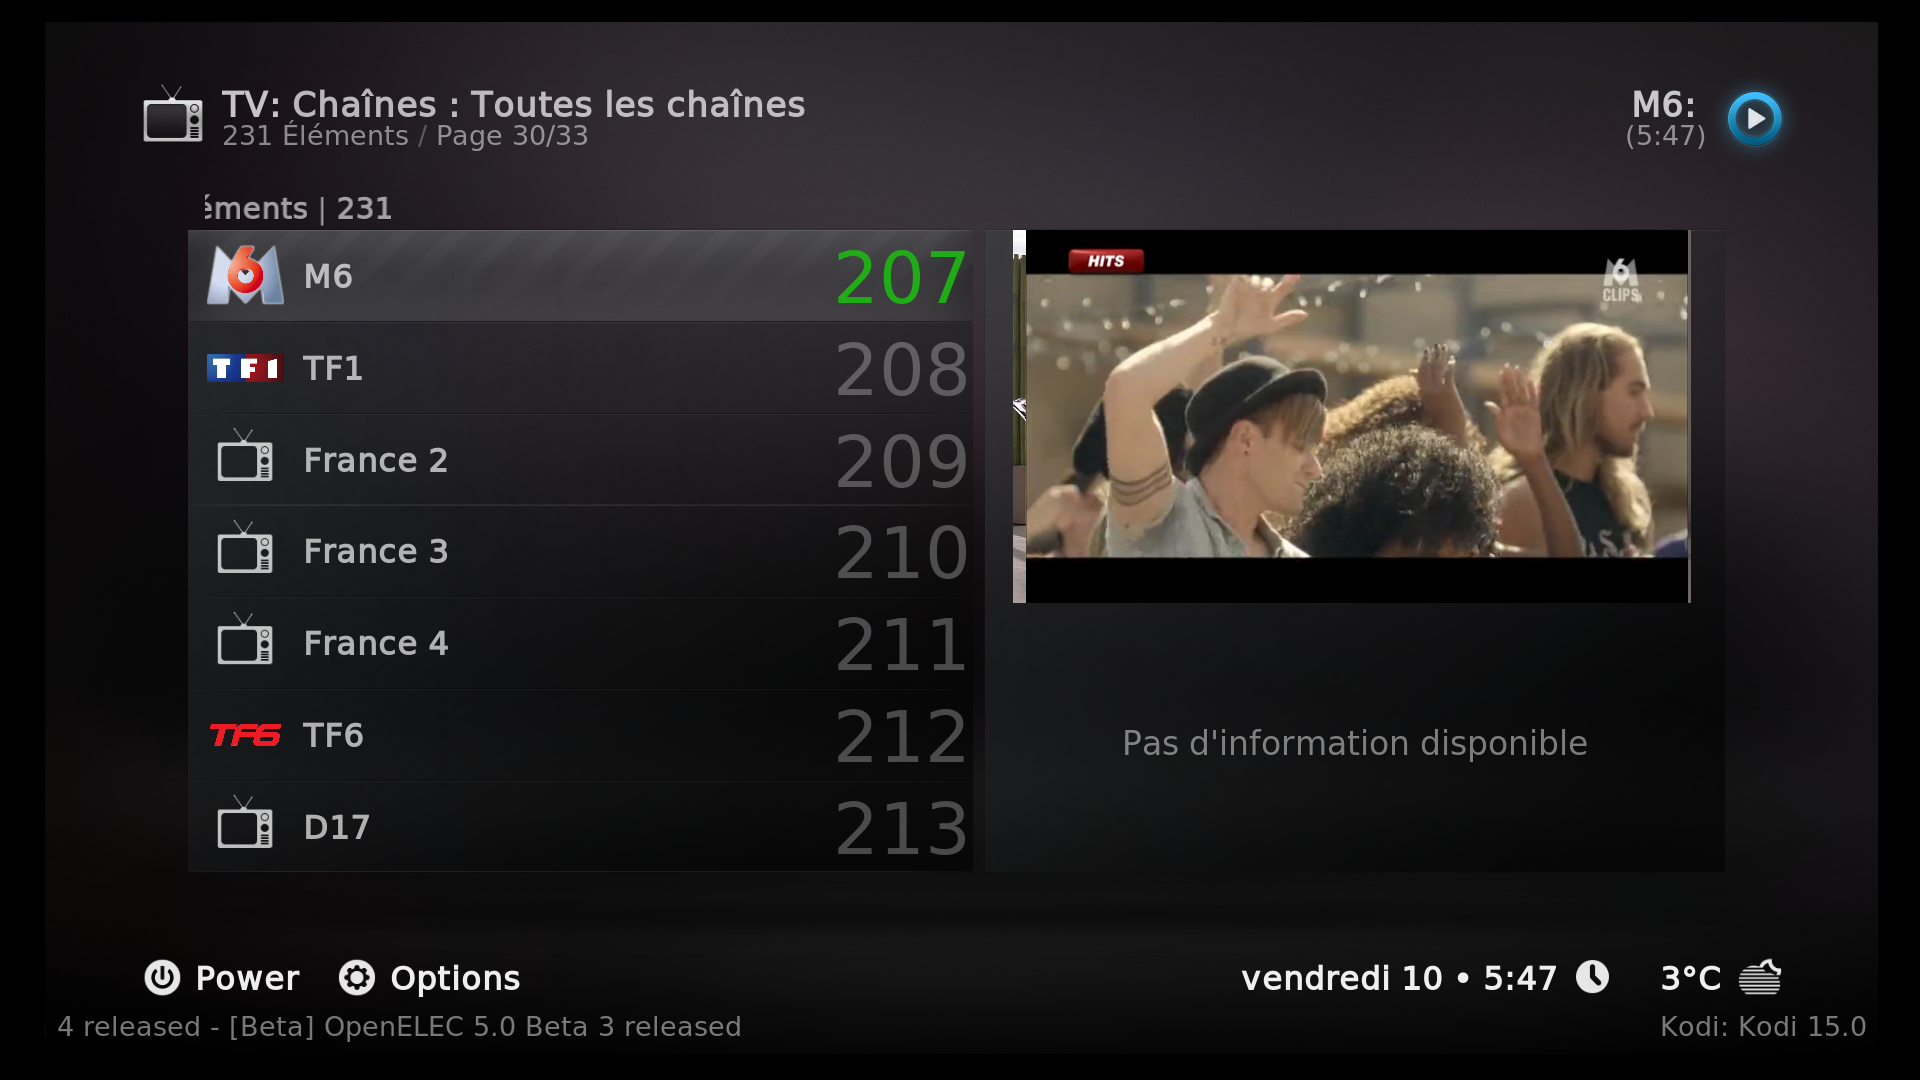 TV: Chaînes : Toutes les chaînes
231 Éléments / Page 30/33
M6:
(5:47)
éments | 231
M6 207
TF1 TF1 208
France 2 209
France 3 210
France 4 211
TF6 TF6 212
D17 213
HITS
M6
CLIPS
Pas d'information disponible
Power Options
vendredi 10 • 5:47 3°C
4 released - [Beta] OpenELEC 5.0 Beta 3 released
Kodi: Kodi 15.0